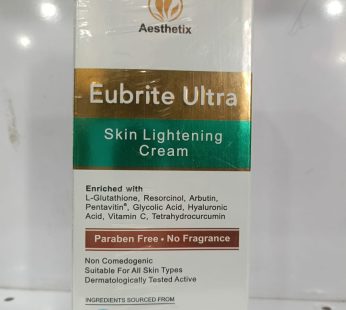 Aesthetix
Eubrite Ultra
Skin Lightening
Cream
Enriched with
L-Glutathione, Resorcinol, Arbutin,
Pentavitin®, Glycolic Acid, Hyaluronic
Acid, Vitamin C, Tetrahydrocurcumin
Paraben Free • No Fragrance
Non Comedogenic
Suitable For All Skin Types
Dermatologically Tested Active
INGREDIENTS SOURCED FROM